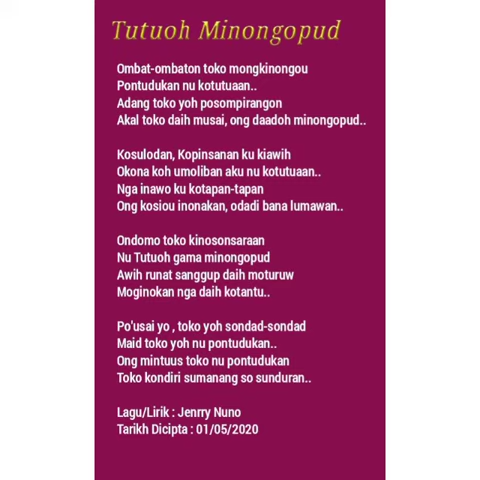 Tutuoh Minongopud
Ombat-ombaton toko mongkinongou
Pontudukan nu kotutuaan..
Adang toko yoh posompirangon
Akal toko daih musai, ong daadoh minongopud..
Kosulodan, Kopinsanan ku kiawih
Okona koh umoliban aku nu kotutuaan..
Nga inawo ku kotapan-tapan
Ong kosiou inonakan, odadi bana lumawan..
Ondomo toko kinosonsaraan
Nu Tutuoh gama minongopud
Awih runat sanggup daih moturuw
Moginokan nga daih kotantu..
Po'usai yo , toko yoh sondad-sondad
Maid toko yoh nu pontudukan..
Ong mintuus toko nu pontudukan
Toko kondiri sumanang so sunduran..
Lagu/Lirik : Jenrry Nuno
Tarikh Dicipta : 01/05/2020